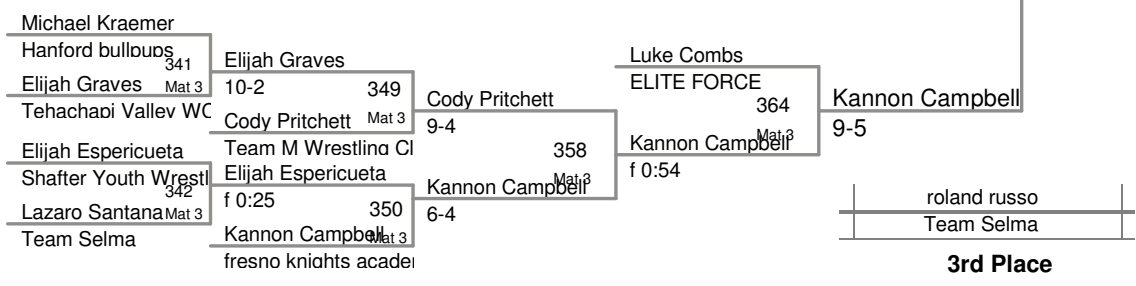 Michael Kraemer
Hanford bullpups
341
Elijah Graves Mat 3
Tehachapi Valley WC
Elijah Espericueta
Shafter Youth Wrestl
342
Lazaro Santana Mat 3
Team Selma
Elijah Graves
10-2 349
Cody Pritchett Mat 3
Team M Wrestling Cl
Elijah Espericueta
f 0:25 350
Kannon Campbell Mat 3
fresno knights acade
Cody Pritchett
9-4
358
Mat 3
Kannon Campbell
6-4
Luke Combs
ELITE FORCE
364
Mat 3
Kannon Campbell
f 0:54
Kannon Campbell
9-5
roland russo
Team Selma
3rd Place